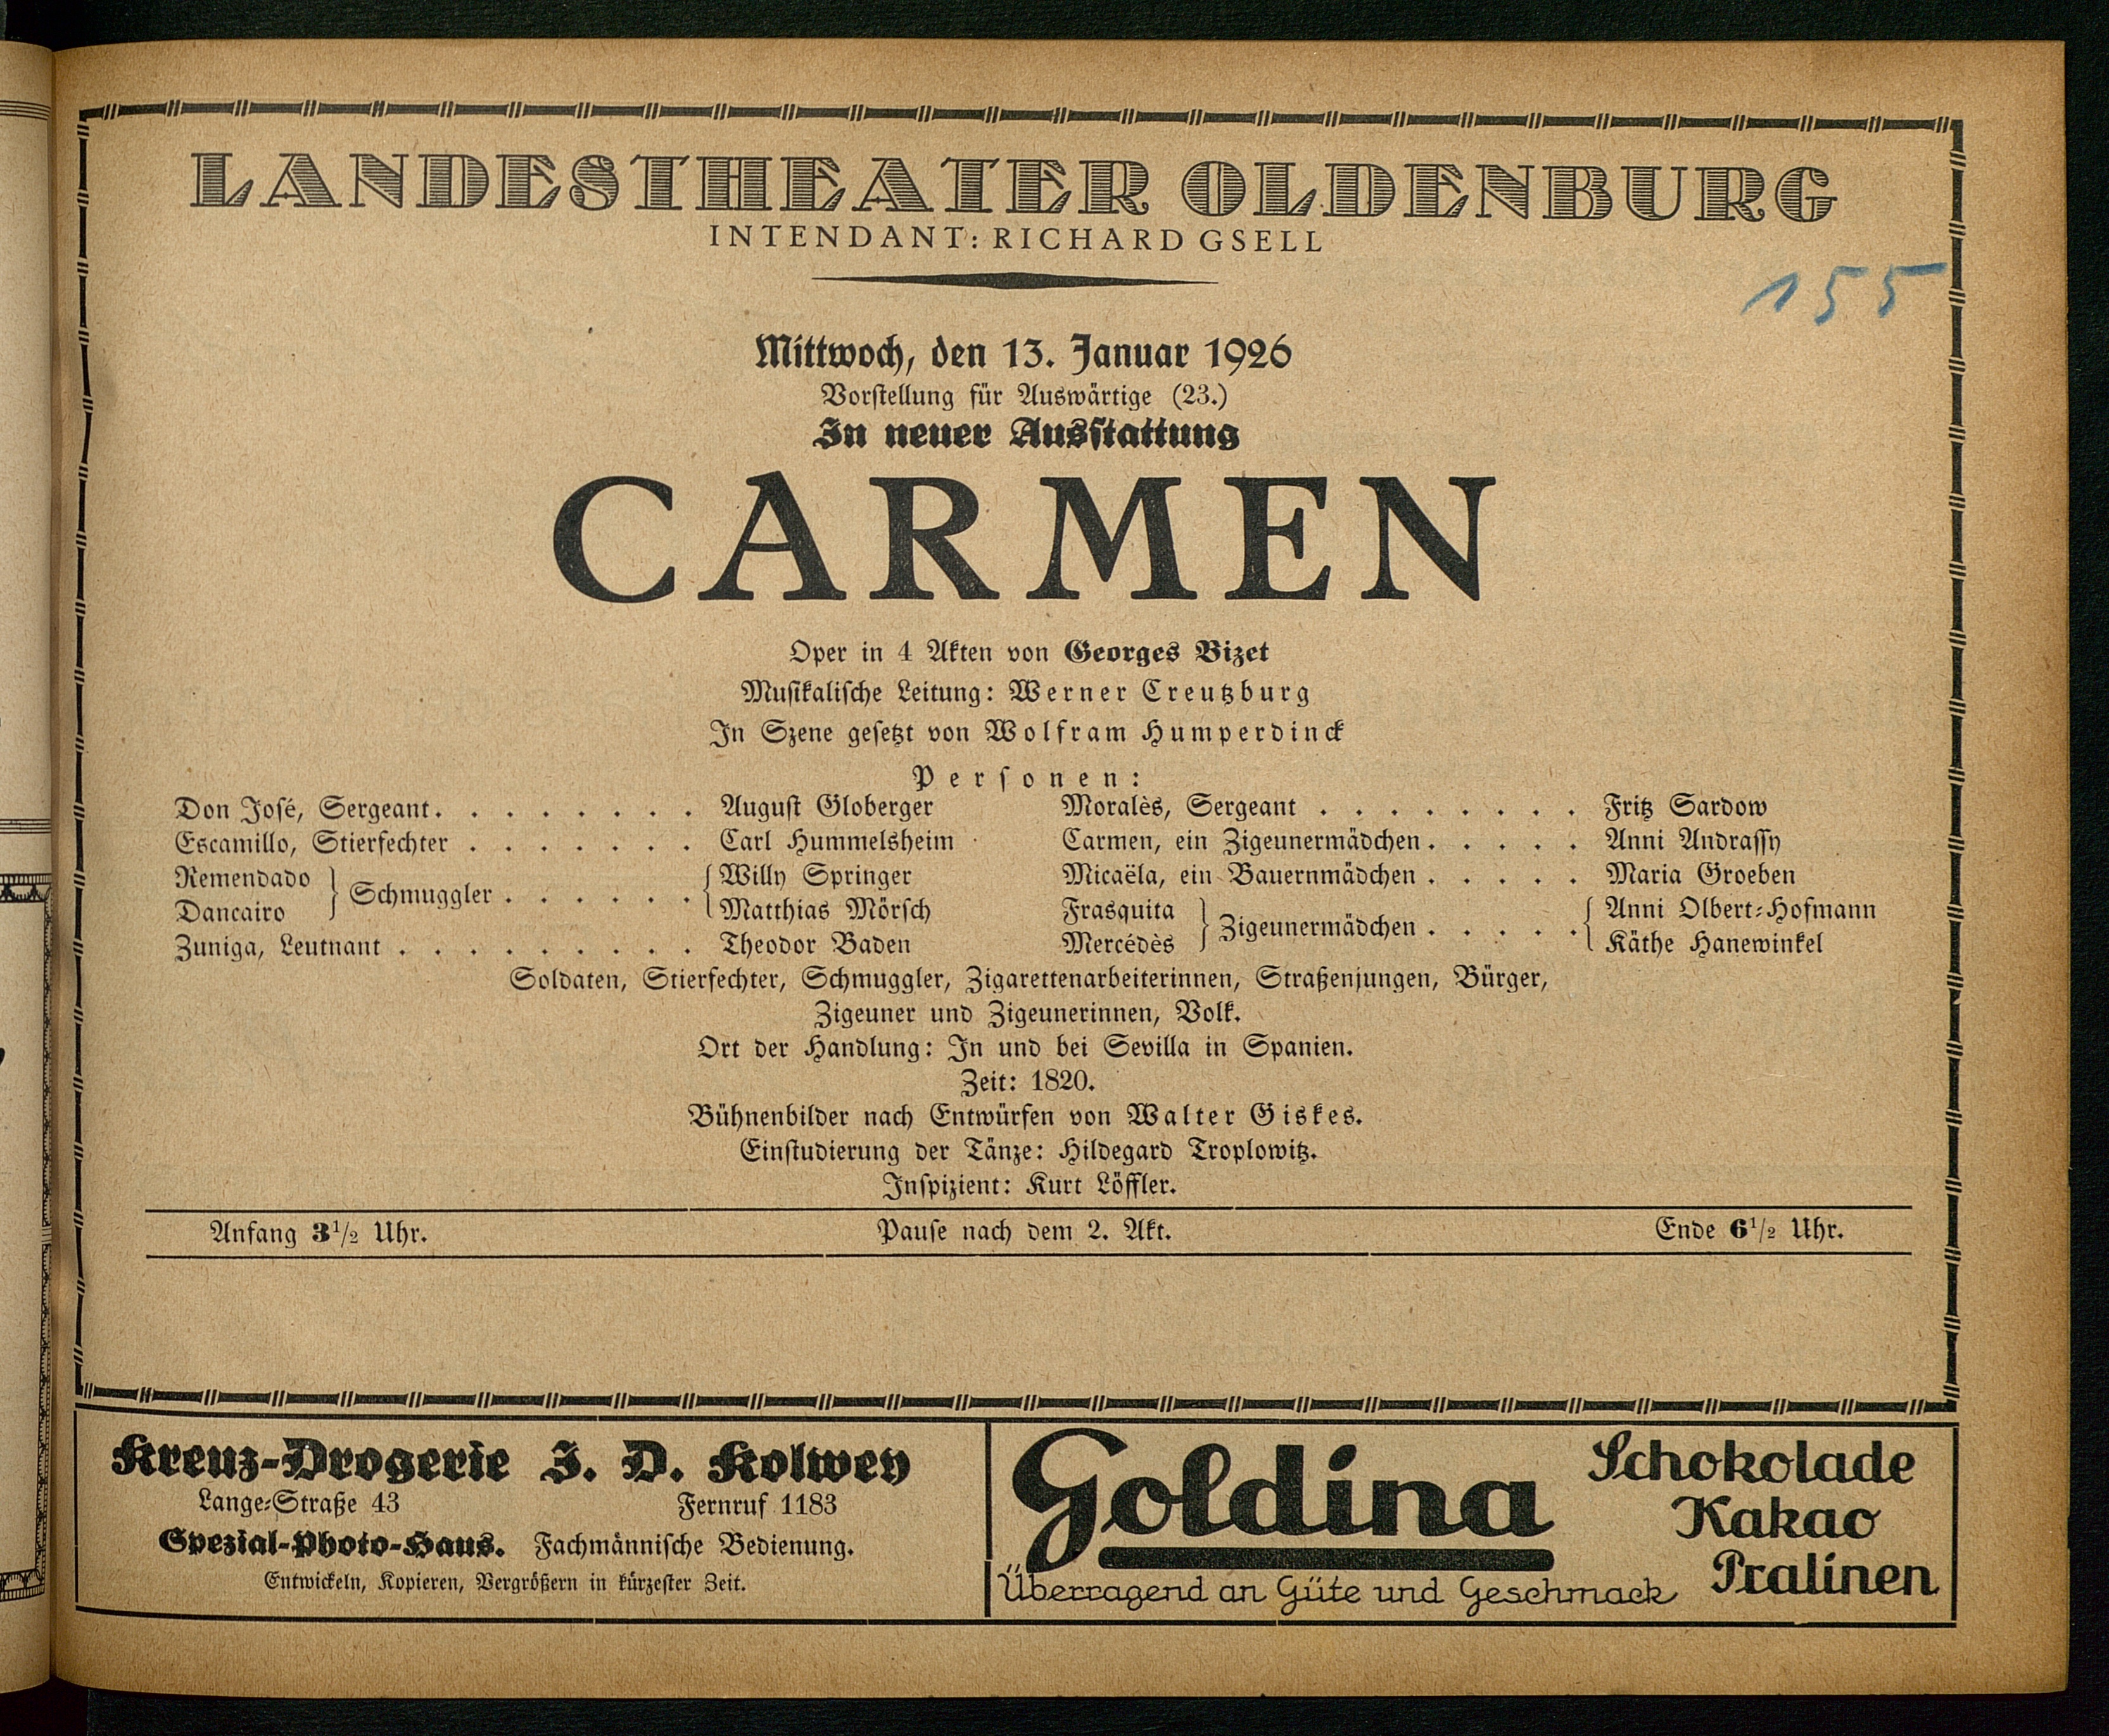 LANDESTHEATER OLDENBURG
INTENDANT: RICHARD GSELL
155
Mittwoch, den 13. Januar 1926
Vorstellung für Auswärtige (23.)
In neuer Ausstattung
CARMEN
Oper in 4 Akten von Georges Bizet
Musikalische Leitung: Werner Creutzburg
In Szene gesetzt von Wolfram Humperdinck
Personen:
Don José, Sergeant . . . . . . . . August Globerger
Escamillo, Stierfechter . . . . . . . Carl Hummelsheim
Remendado } Schmuggler . . . . . . { Willy Springer
Dancairo } { Matthias Mörsch
Zuniga, Leutnant . . . . . . . . . Theodor Baden
Moralès, Sergeant . . . . . . . . Fritz Sardow
Carmen, ein Zigeunermädchen . . . . . Anni Andrassy
Micaëla, ein Bauernmädchen . . . . . Maria Groeben
Frasquita } Zigeunermädchen . . . . . { Anni Olbert-Hofmann
Mercédès } { Käthe Hanewinkel
Soldaten, Stierfechter, Schmuggler, Zigarettenarbeiterinnen, Straßenjungen, Bürger,
Zigeuner und Zigeunerinnen, Volk.
Ort der Handlung: In und bei Sevilla in Spanien.
Zeit: 1820.
Bühnenbilder nach Entwürfen von Walter Giskes.
Einstudierung der Tänze: Hildegard Troplowitz.
Inspizient: Kurt Löffler.
Anfang 3½ Uhr. Pause nach dem 2. Akt. Ende 6½ Uhr.
Kreuz-Drogerie J. D. Kolwey
Lange-Straße 43 Fernruf 1183
Spezial-Photo-Haus. Fachmännische Bedienung.
Entwickeln, Kopieren, Vergrößern in kürzester Zeit.
Goldina
Schokolade
Kakao
Pralinen
Überragend an Güte und Geschmack